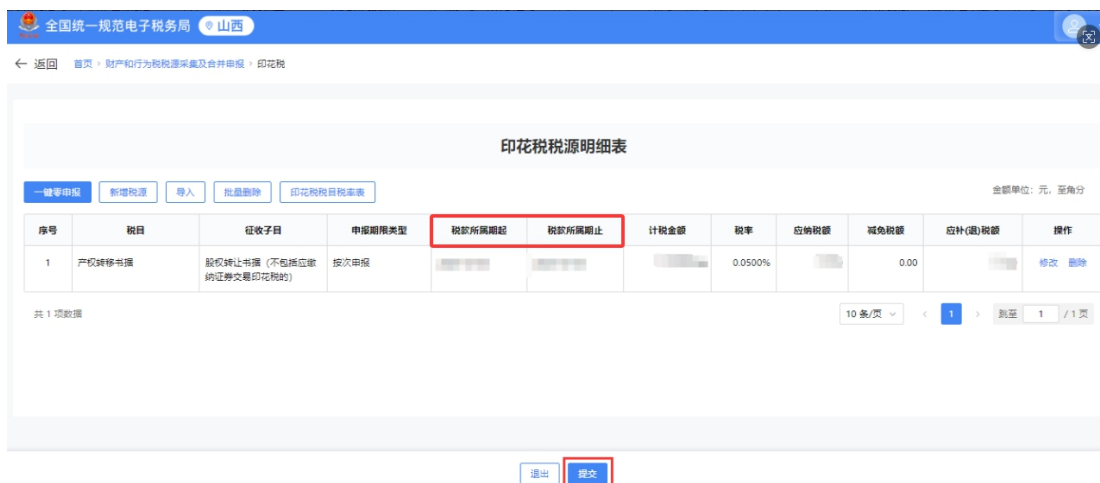 全国统一规范电子税务局 山西
返回 首页 › 财产和行为税税源采集及合并申报 › 印花税
印花税税源明细表
一键零申报 新增税源 导入 批量删除 印花税税目税率表 金额单位：元，至角分
序号 税目 征收子目 申报期限类型 税款所属期起 税款所属期止 计税金额 税率 应纳税额 减免税额 应补(退)税额 操作
1 产权转移书据 股权转让书据（不包括应缴 按次申报 0.0500% 0.00 修改 删除
纳证券交易印花税的）
共 1 项数据 10 条/页 ‹ 1 › 跳至 1 / 1 页
退出 提交